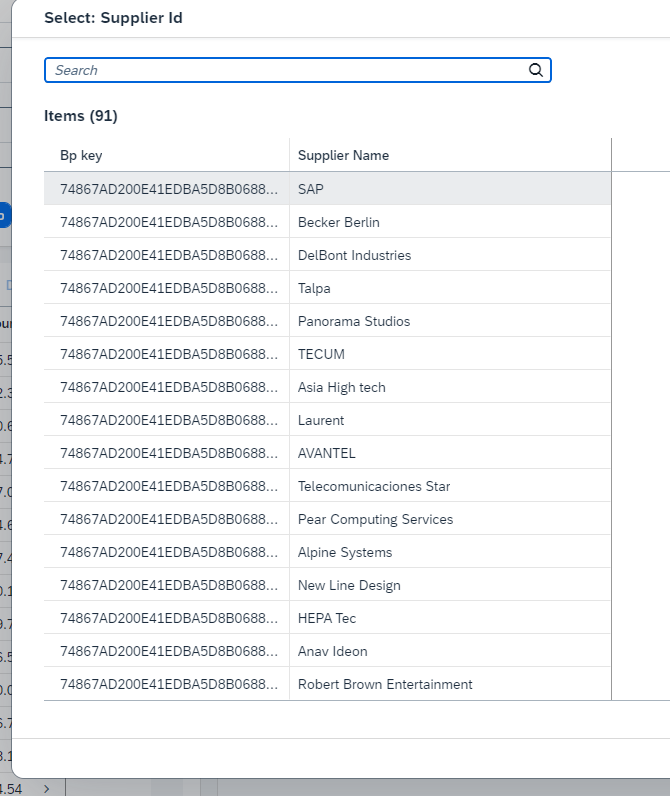 Select: Supplier Id
Search
Items (91)
Bp key Supplier Name
74867AD200E41EDBA5D8B0688... SAP
74867AD200E41EDBA5D8B0688... Becker Berlin
74867AD200E41EDBA5D8B0688... DelBont Industries
74867AD200E41EDBA5D8B0688... Talpa
74867AD200E41EDBA5D8B0688... Panorama Studios
74867AD200E41EDBA5D8B0688... TECUM
74867AD200E41EDBA5D8B0688... Asia High tech
74867AD200E41EDBA5D8B0688... Laurent
74867AD200E41EDBA5D8B0688... AVANTEL
74867AD200E41EDBA5D8B0688... Telecomunicaciones Star
74867AD200E41EDBA5D8B0688... Pear Computing Services
74867AD200E41EDBA5D8B0688... Alpine Systems
74867AD200E41EDBA5D8B0688... New Line Design
74867AD200E41EDBA5D8B0688... HEPA Tec
74867AD200E41EDBA5D8B0688... Anav Ideon
74867AD200E41EDBA5D8B0688... Robert Brown Entertainment
.54